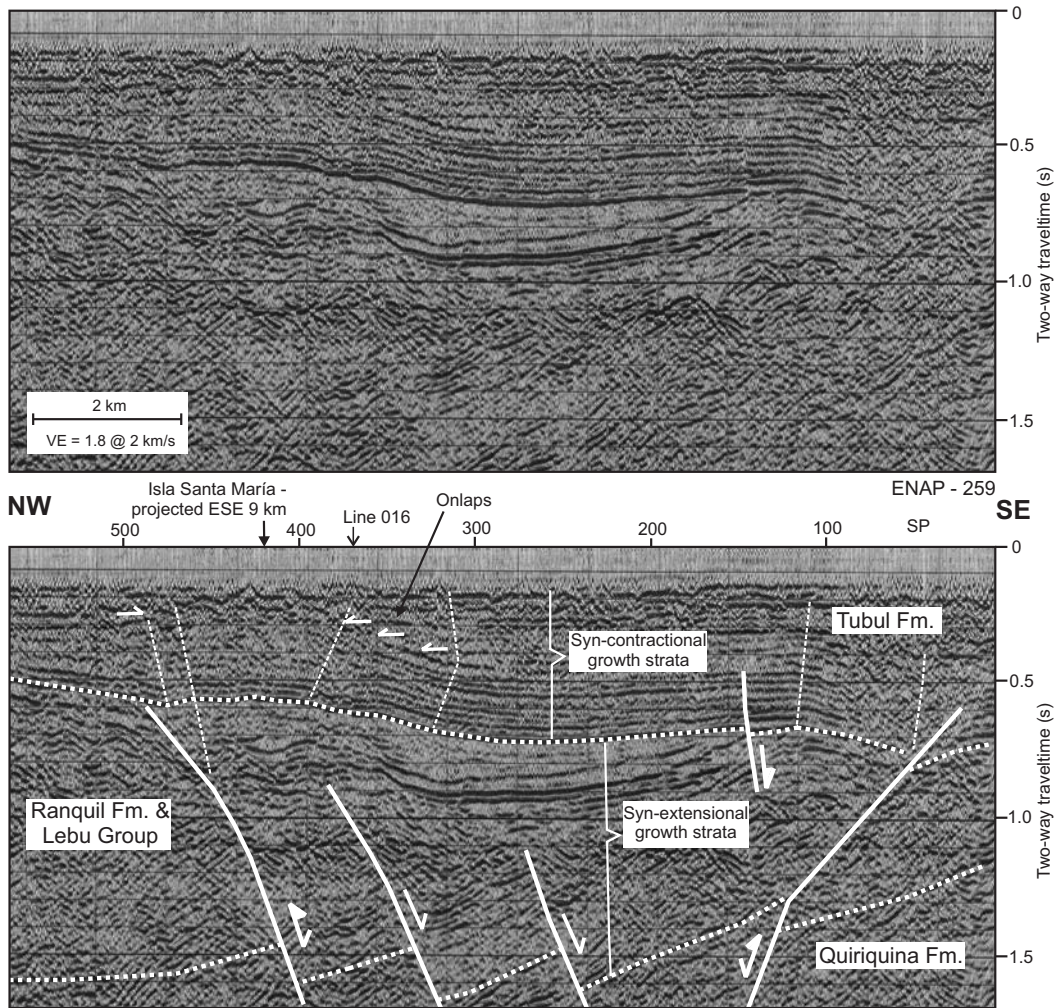 0
0.5
1.0
1.5
Two-way traveltime (s)
2 km
VE = 1.8 @ 2 km/s
ENAP - 259
NW
Isla Santa María -
projected ESE 9 km
Line 016
Onlaps
SE
500
400
300
200
100
SP
0
0.5
1.0
1.5
Two-way traveltime (s)
Tubul Fm.
Syn-contractional
growth strata
Ranquil Fm. &
Lebu Group
Syn-extensional
growth strata
Quiriquina Fm.